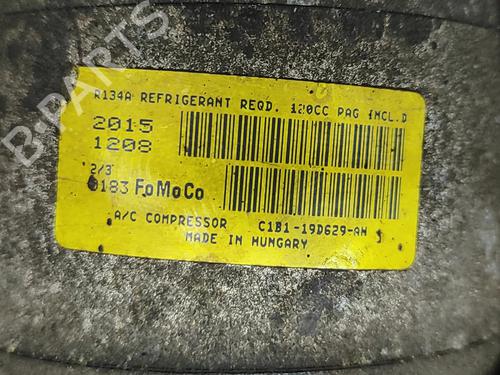 R134A REFRIGERANT REQD. 120CC PAG INCL.D
2015
1208
2/3
0183 FoMoCo
A/C COMPRESSOR C1B1-19D629-AH
MADE IN HUNGARY
B-PARTS